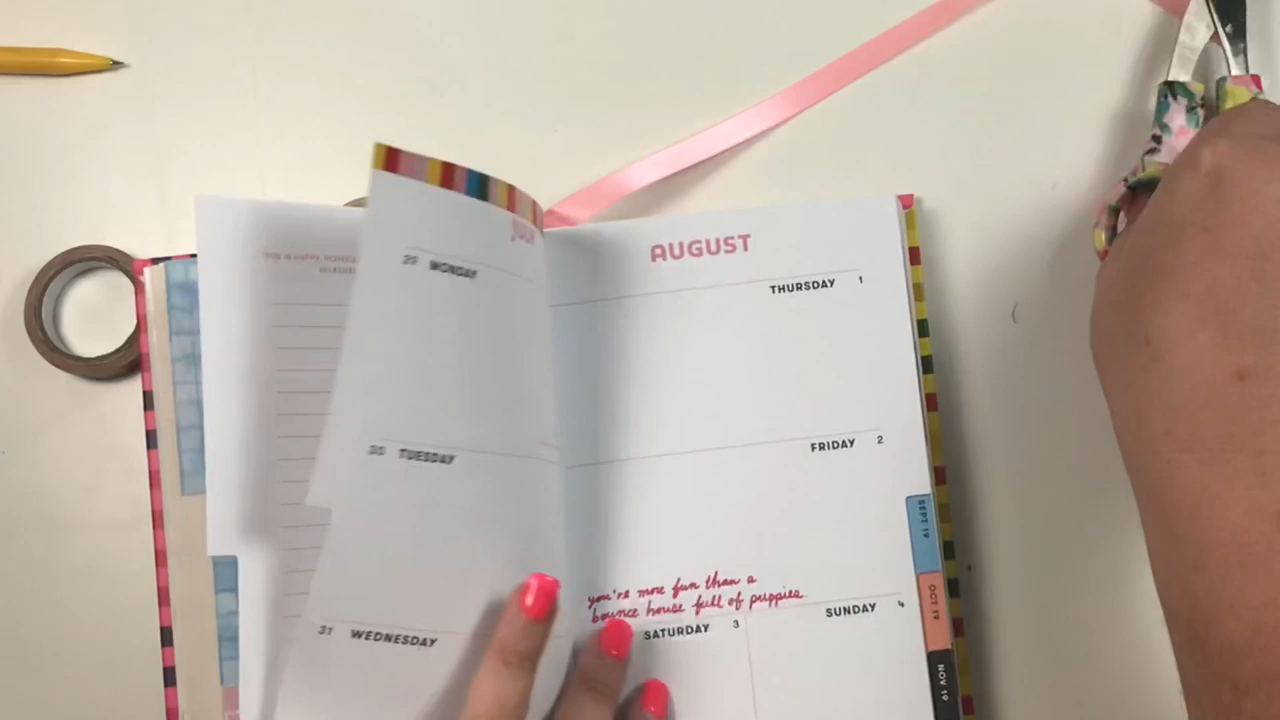 JULY
29 MONDAY
30 TUESDAY
31 WEDNESDAY
AUGUST
THURSDAY 1
FRIDAY 2
you're more fun than a
bounce house full of puppies.
SATURDAY 3
SUNDAY 4
SEPT 19
OCT 19
NOV 19